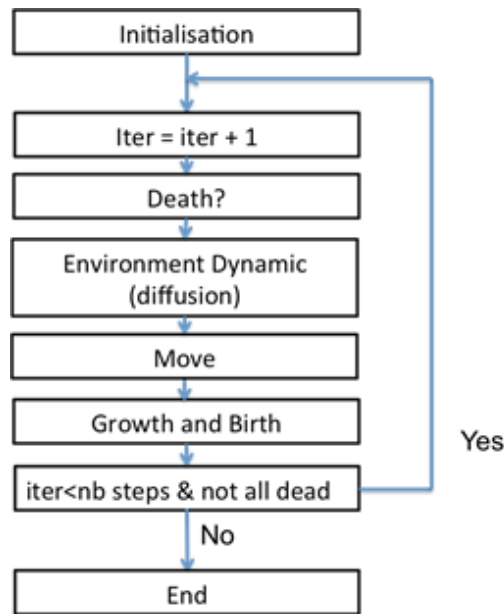 Initialisation
Iter = iter + 1
Death?
Environment Dynamic
(diffusion)
Move
Growth and Birth
Yes
iter<nb steps & not all dead
No
End